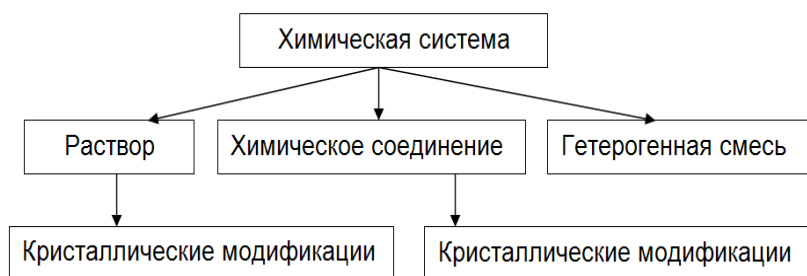 Химическая система
Раствор
Химическое соединение
Гетерогенная смесь
Кристаллические модификации
Кристаллические модификации